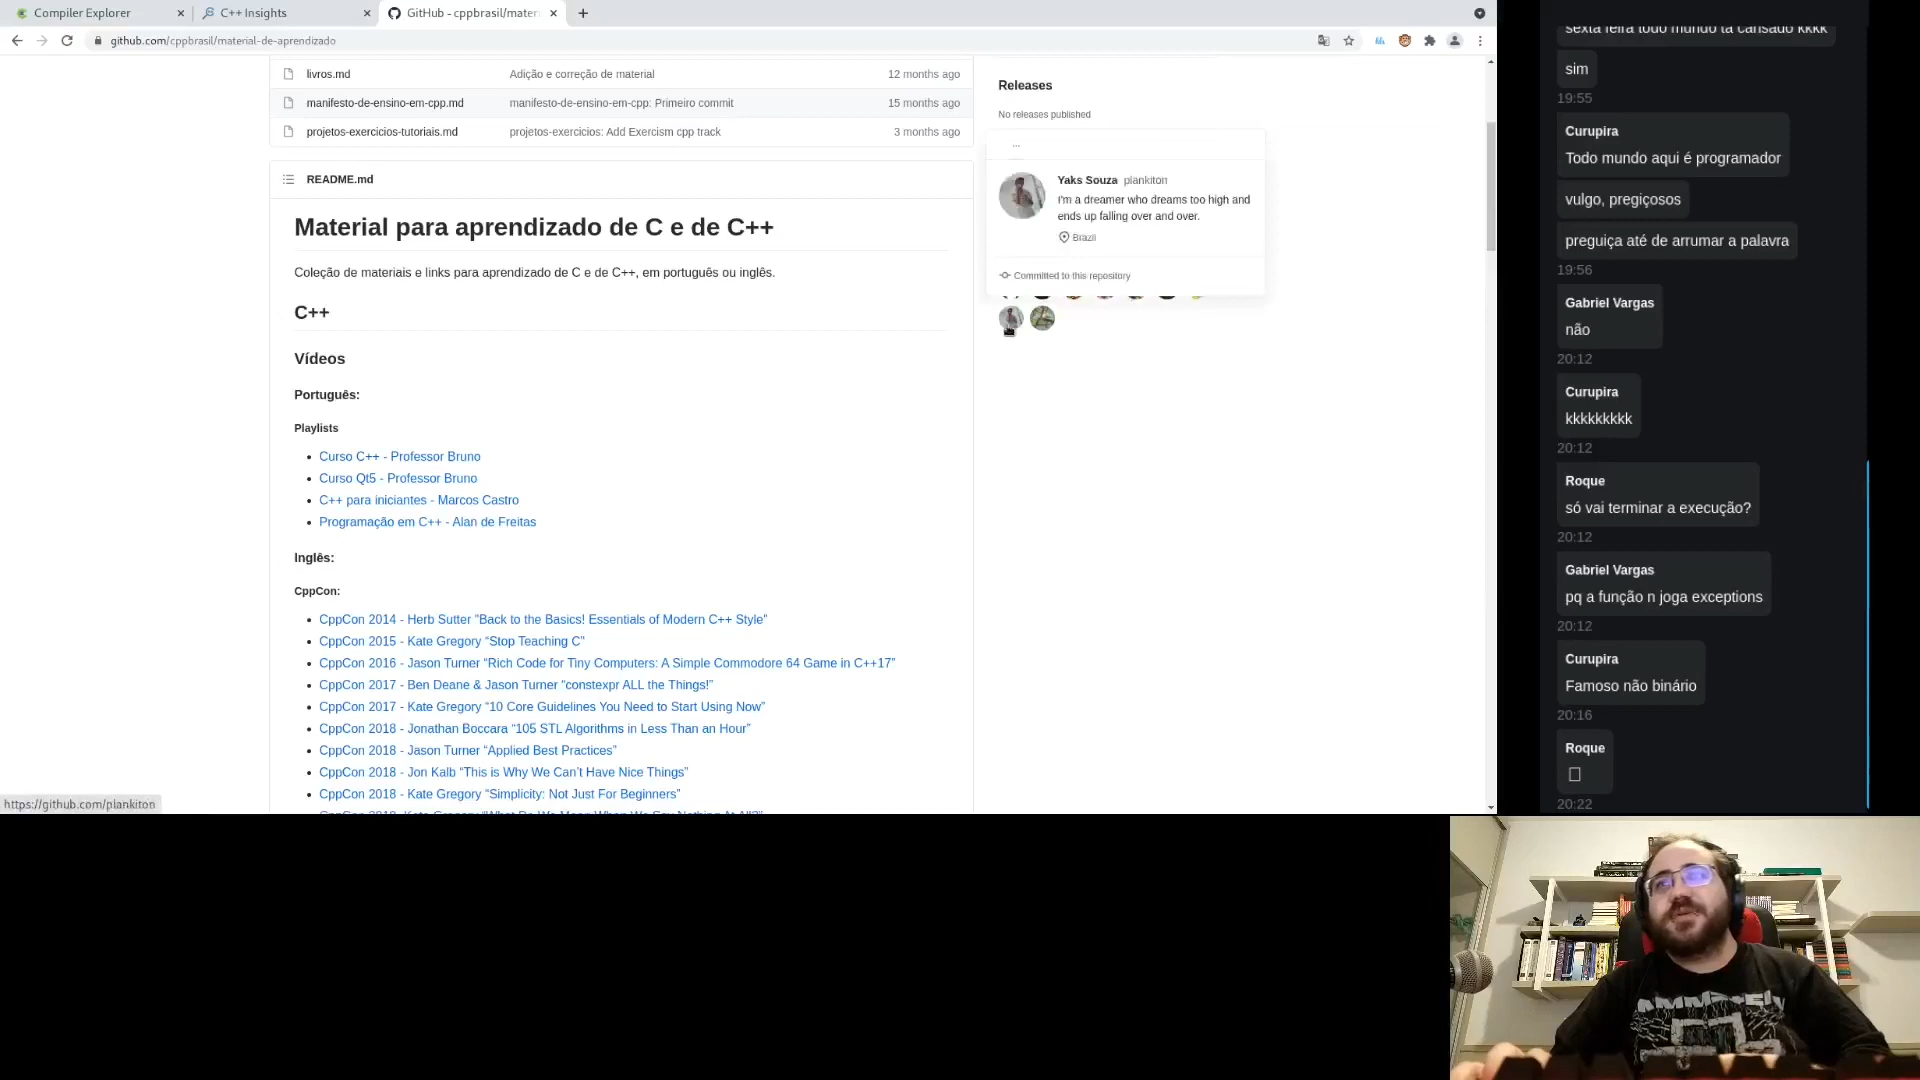 Compiler Explorer
C++ Insights
GitHub - cppbrasil/mater
github.com/cppbrasil/material-de-aprendizado
livros.md Adição e correção de material 12 months ago
manifesto-de-ensino-em-cpp.md manifesto-de-ensino-em-cpp: Primeiro commit 15 months ago
projetos-exercicios-tutoriais.md projetos-exercicios: Add Exercism cpp track 3 months ago
README.md
Material para aprendizado de C e de C++
Coleção de materiais e links para aprendizado de C e de C++, em português ou inglês.
C++
Vídeos
Português:
Playlists
Curso C++ - Professor Bruno
Curso Qt5 - Professor Bruno
C++ para iniciantes - Marcos Castro
Programação em C++ - Alan de Freitas
Inglês:
CppCon:
CppCon 2014 - Herb Sutter "Back to the Basics! Essentials of Modern C++ Style"
CppCon 2015 - Kate Gregory “Stop Teaching C"
CppCon 2016 - Jason Turner “Rich Code for Tiny Computers: A Simple Commodore 64 Game in C++17”
CppCon 2017 - Ben Deane & Jason Turner “constexpr ALL the Things!”
CppCon 2017 - Kate Gregory “10 Core Guidelines You Need to Start Using Now”
CppCon 2018 - Jonathan Boccara “105 STL Algorithms in Less Than an Hour”
CppCon 2018 - Jason Turner “Applied Best Practices”
CppCon 2018 - Jon Kalb “This is Why We Can’t Have Nice Things”
CppCon 2018 - Kate Gregory “Simplicity: Not Just For Beginners”
https://github.com/plankiton
Releases
No releases published
...
Yaks Souza plankiton
I'm a dreamer who dreams too high and
ends up falling over and over.
Brazil
Committed to this repository
sexta feira todo mundo ta cansado kkkk
sim
19:55
Curupira
Todo mundo aqui é programador
vulgo, pregiçosos
preguiça até de arrumar a palavra
19:56
Gabriel Vargas
não
20:12
Curupira
kkkkkkkkk
20:12
Roque
só vai terminar a execução?
20:12
Gabriel Vargas
pq a função n joga exceptions
20:12
Curupira
Famoso não binário
20:16
Roque
20:22